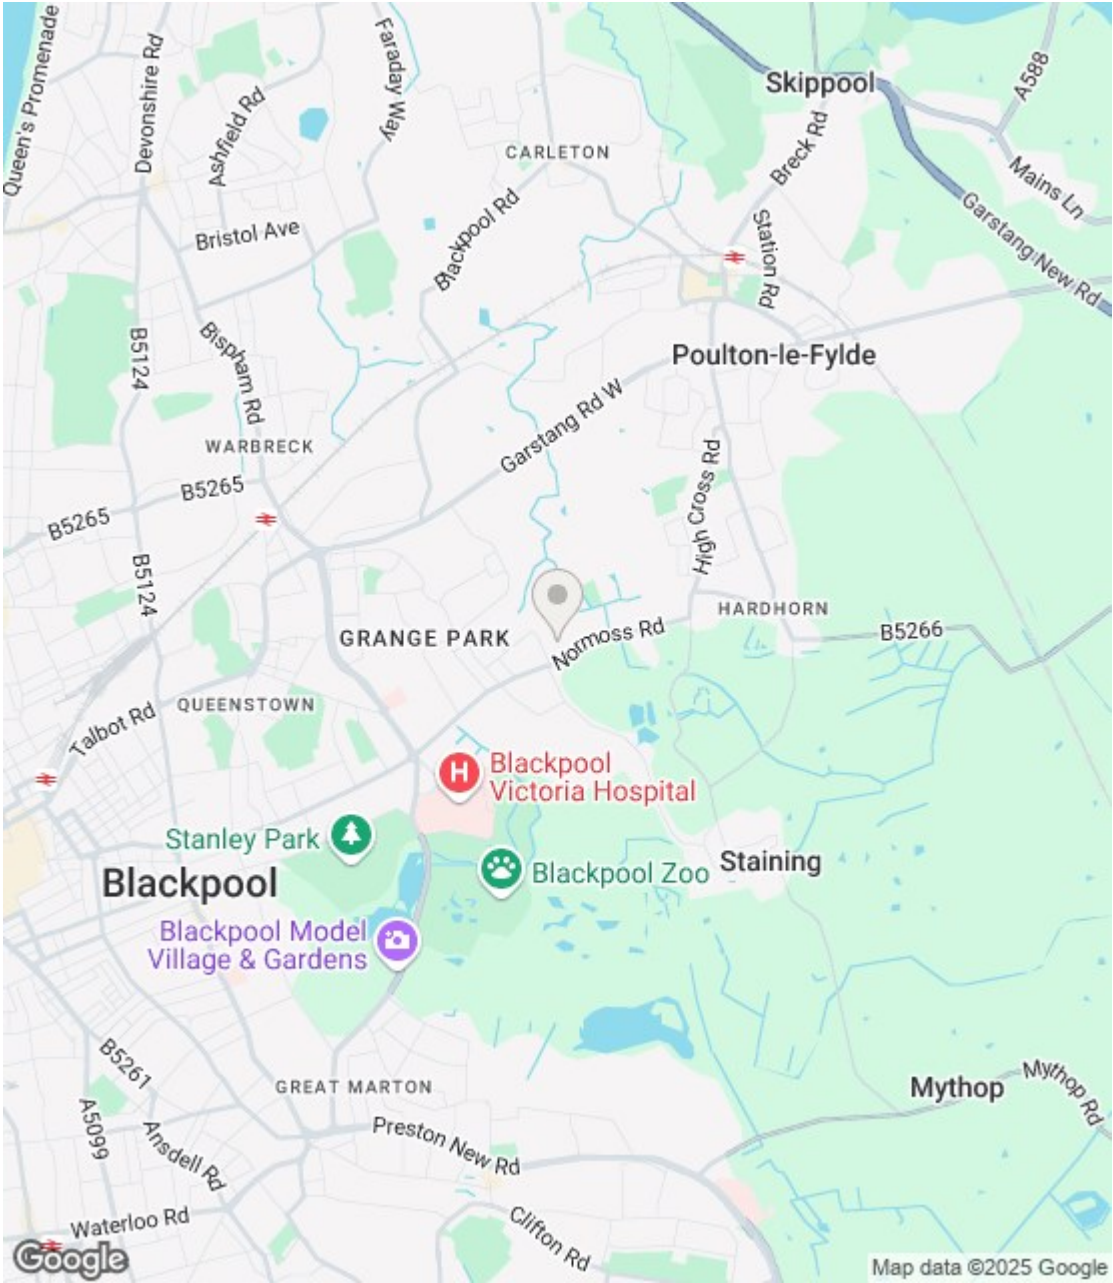 Queen's Promenade
Devonshire Rd
Ashfield Rd
Faraday Way
Skippool
A588
CARLETON
Breck Rd
Mains Ln
Blackpool Rd
Bristol Ave
Station Rd
Garstang New Rd
B5124
Bispham Rd
Poulton-le-Fylde
Garstang Rd W
WARBRECK
B5265
B5265
High Cross Rd
B5124
HARDHORN
GRANGE PARK
Normoss Rd
B5266
QUEENSTOWN
Talbot Rd
H
Blackpool
Victoria Hospital
Stanley Park
Blackpool
Blackpool Zoo
Staining
Blackpool Model
Village & Gardens
B5261
GREAT MARTON
Mythop
Mythop Rd
A5099
Ansdell Rd
Preston New Rd
Waterloo Rd
Clifton Rd
Google
Map data ©2025 Google